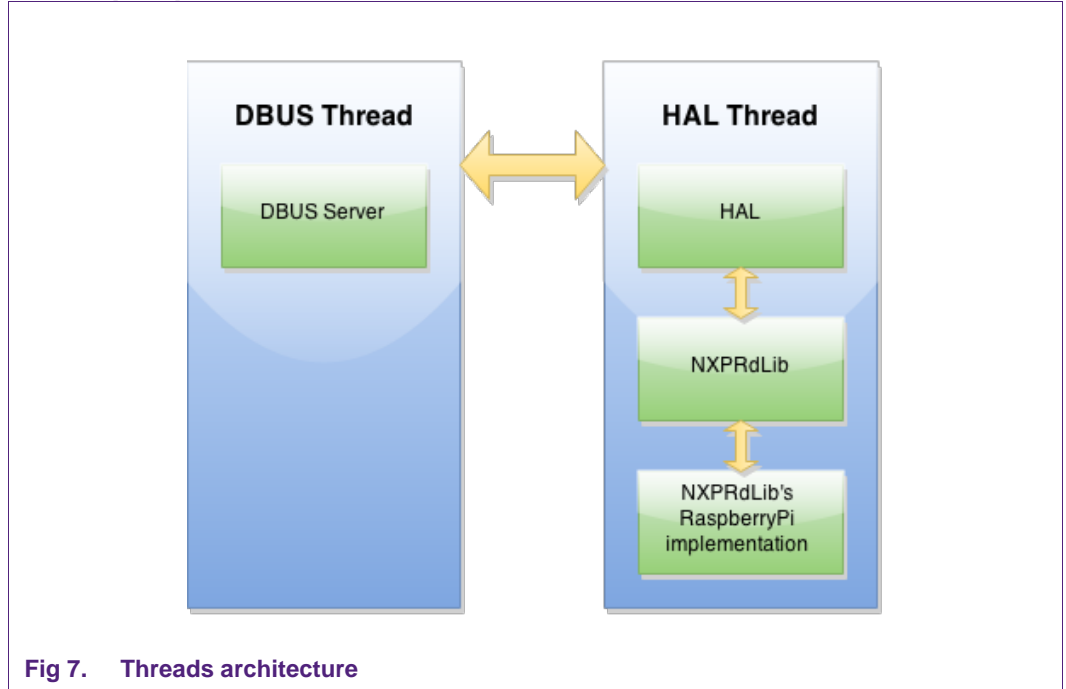 DBUS Thread
DBUS Server
HAL Thread
HAL
NXPRdLib
NXPRdLib's
RaspberryPi
implementation
Fig 7. Threads architecture